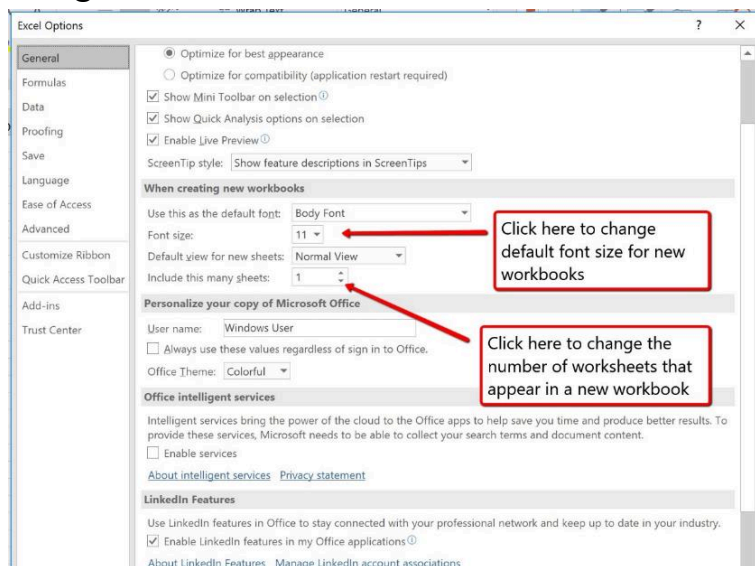 Wrap Text
General
Excel Options
?
General
Formulas
Data
Proofing
Save
Language
Ease of Access
Advanced
Customize Ribbon
Quick Access Toolbar
Add-ins
Trust Center
Optimize for best appearance
Optimize for compatibility (application restart required)
Show Mini Toolbar on selection
Show Quick Analysis options on selection
Enable Live Preview
ScreenTip style: Show feature descriptions in ScreenTips
When creating new workbooks
Use this as the default font: Body Font
Font size: 11
Default view for new sheets: Normal View
Include this many sheets: 1
Click here to change
default font size for new
workbooks
Personalize your copy of Microsoft Office
User name: Windows User
Always use these values regardless of sign in to Office.
Office Theme: Colorful
Click here to change the
number of worksheets that
appear in a new workbook
Office intelligent services
Intelligent services bring the power of the cloud to the Office apps to help save you time and produce better results. To
provide these services, Microsoft needs to be able to collect your search terms and document content.
Enable services
About intelligent services Privacy statement
LinkedIn Features
Use LinkedIn features in Office to stay connected with your professional network and keep up to date in your industry.
Enable LinkedIn features in my Office applications
About LinkedIn Features Manage LinkedIn account associations